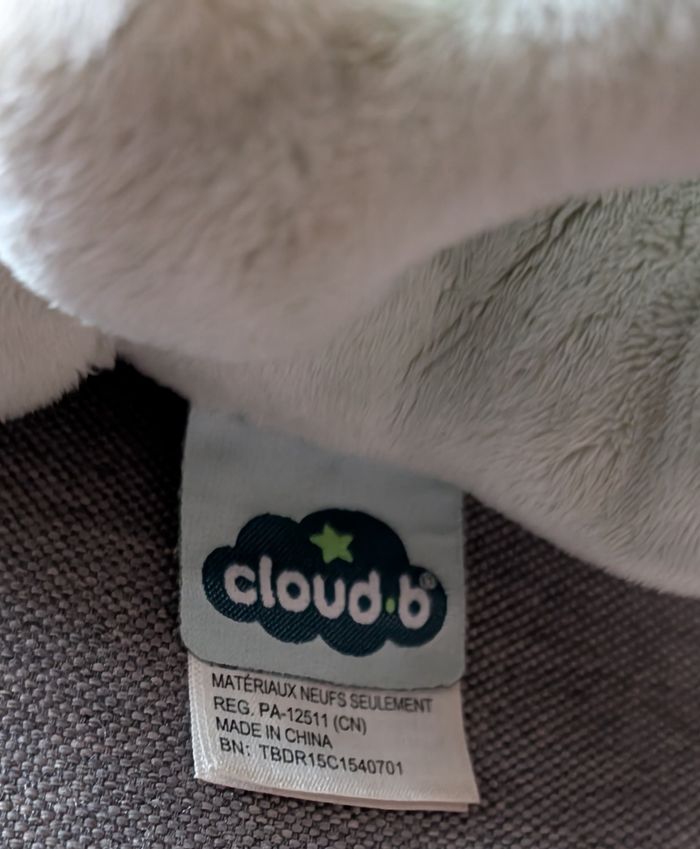 cloud·b®
MATÉRIAUX NEUFS SEULEMENT
REG. PA-12511 (CN)
MADE IN CHINA
BN: TBDR15C1540701